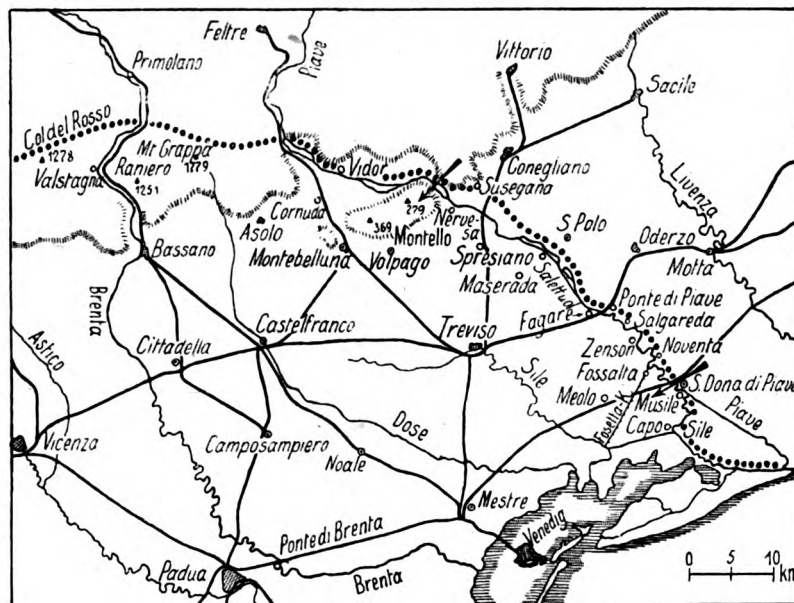 Feltre
Piave
Primolano
Vittorio
Sacile
Col del Rosso
1278
Valstagna
Raniero
1251
Mt Grappa
1779
Vidor
Conegliano
Susegana
Livenza
Cornuda
Asolo
279
369
Montello
Nervesa
S. Polo
Oderzo
Motta
Bassano
Montebelluna
Volpago
Spresiano
Maserada
Salettuol
Brenta
Fagare
Ponte di Piave
Salgareda
Astico
Cittadella
Castelfranco
Treviso
Zenson
Noventa
Fossalta
Sile
Meolo
S. Dona di Piave
Musile
Piave
Fossetta-K.
Capo
Sile
Vicenza
Camposampiero
Dose
Noale
Mestre
Venedig
Padua
Ponte di Brenta
Brenta
0 5 10
km